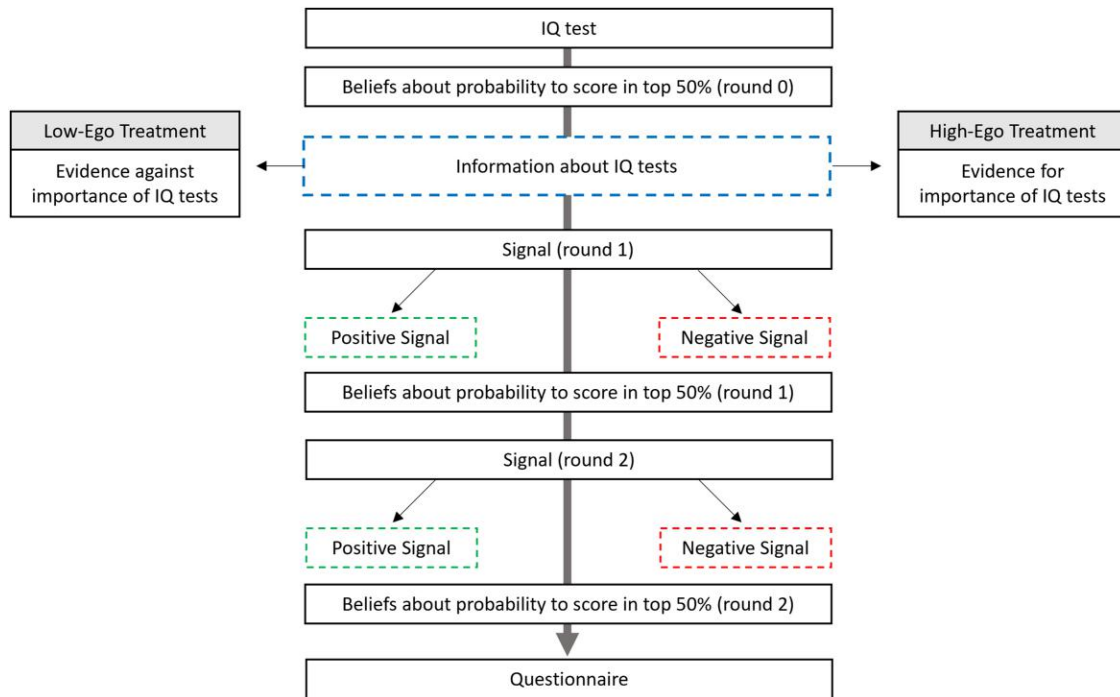 IQ test
Beliefs about probability to score in top 50% (round 0)
Low-Ego Treatment
Evidence against
importance of IQ tests
Information about IQ tests
High-Ego Treatment
Evidence for
importance of IQ tests
Signal (round 1)
Positive Signal
Negative Signal
Beliefs about probability to score in top 50% (round 1)
Signal (round 2)
Positive Signal
Negative Signal
Beliefs about probability to score in top 50% (round 2)
Questionnaire